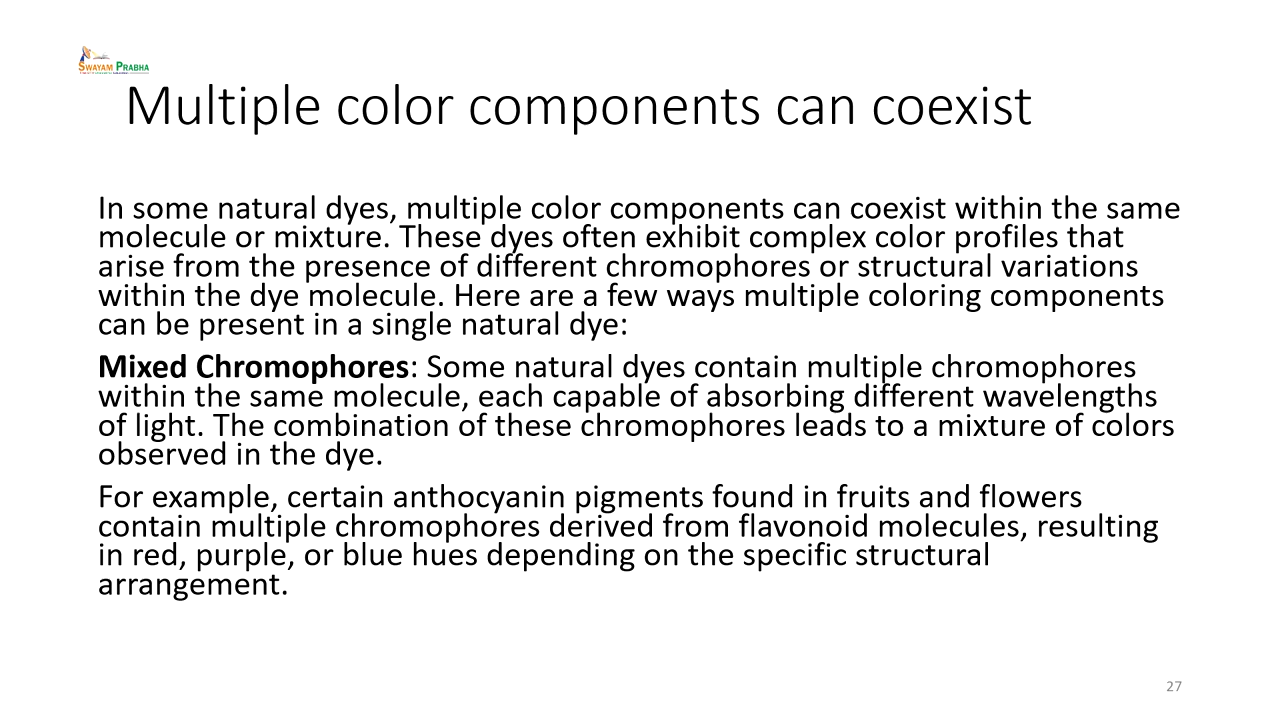 SWAYAM PRABHA
Multiple color components can coexist
In some natural dyes, multiple color components can coexist within the same
molecule or mixture. These dyes often exhibit complex color profiles that
arise from the presence of different chromophores or structural variations
within the dye molecule. Here are a few ways multiple coloring components
can be present in a single natural dye:
Mixed Chromophores: Some natural dyes contain multiple chromophores
within the same molecule, each capable of absorbing different wavelengths
of light. The combination of these chromophores leads to a mixture of colors
observed in the dye.
For example, certain anthocyanin pigments found in fruits and flowers
contain multiple chromophores derived from flavonoid molecules, resulting
in red, purple, or blue hues depending on the specific structural
arrangement.
27